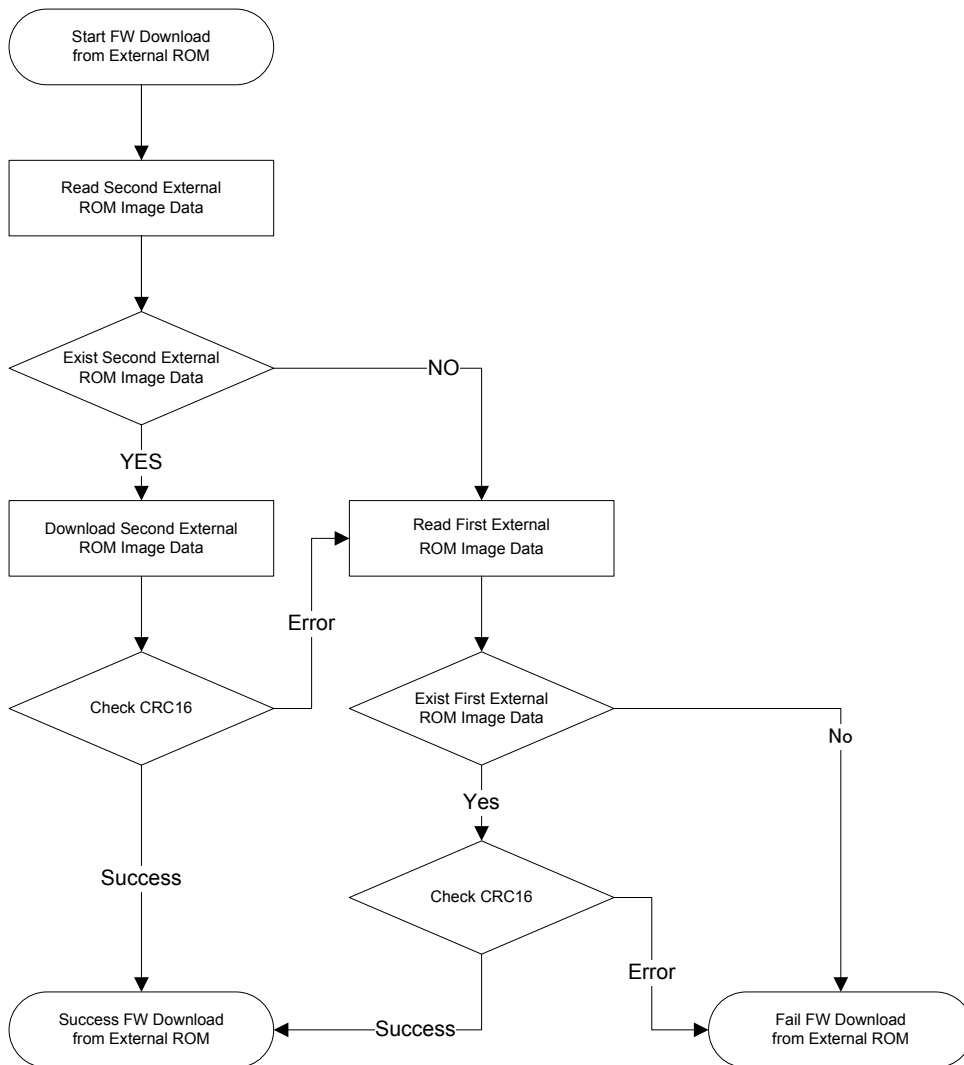 Start FW Download
from External ROM
Read Second External
ROM Image Data
Exist Second External
ROM Image Data
NO
YES
Download Second External
ROM Image Data
Read First External
ROM Image Data
Error
Check CRC16
Exist First External
ROM Image Data
No
Yes
Success
Check CRC16
Error
Success FW Download
from External ROM
Success
Fail FW Download
from External ROM